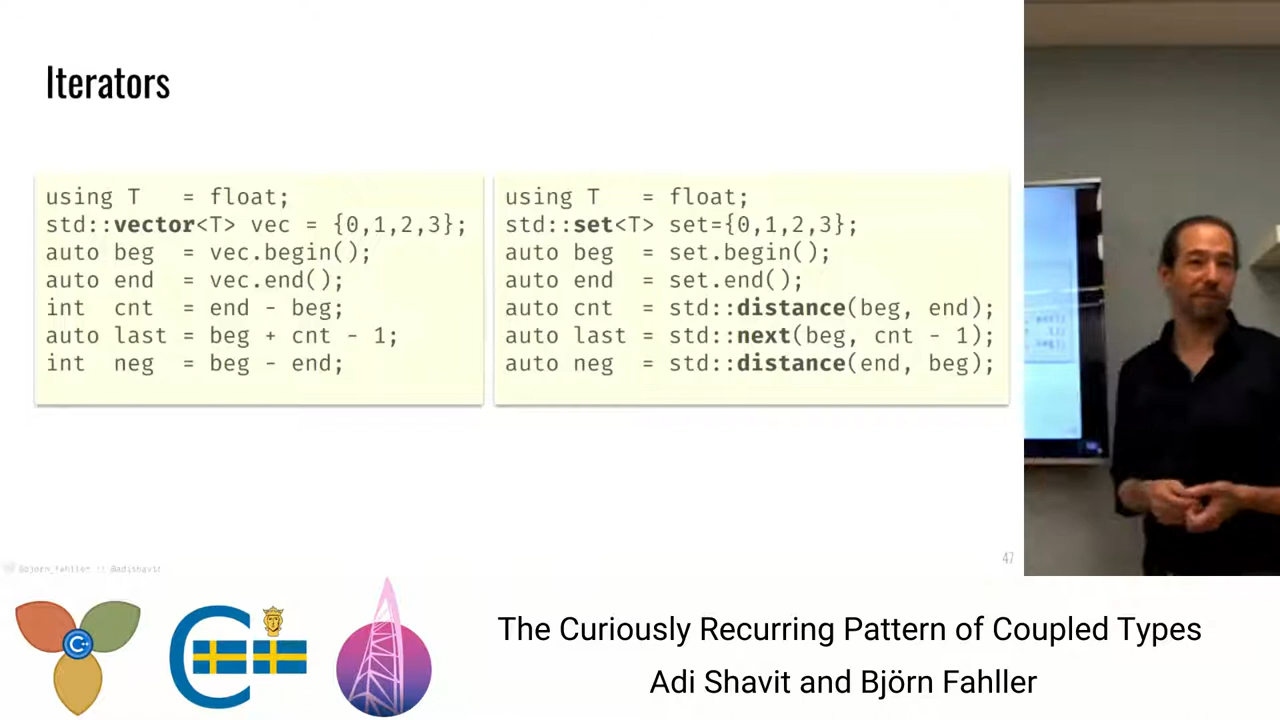 Iterators
using T   = float;
std::vector<T> vec = {0,1,2,3};
auto beg  = vec.begin();
auto end  = vec.end();
int  cnt  = end - beg;
auto last = beg + cnt - 1;
int  neg  = beg - end;
using T   = float;
std::set<T> set={0,1,2,3};
auto beg  = set.begin();
auto end  = set.end();
auto cnt  = std::distance(beg, end);
auto last = std::next(beg, cnt - 1);
auto neg  = std::distance(end, beg);
47
@bjorn_fahller :: @adishavit
C++
The Curiously Recurring Pattern of Coupled Types
Adi Shavit and Björn Fahller